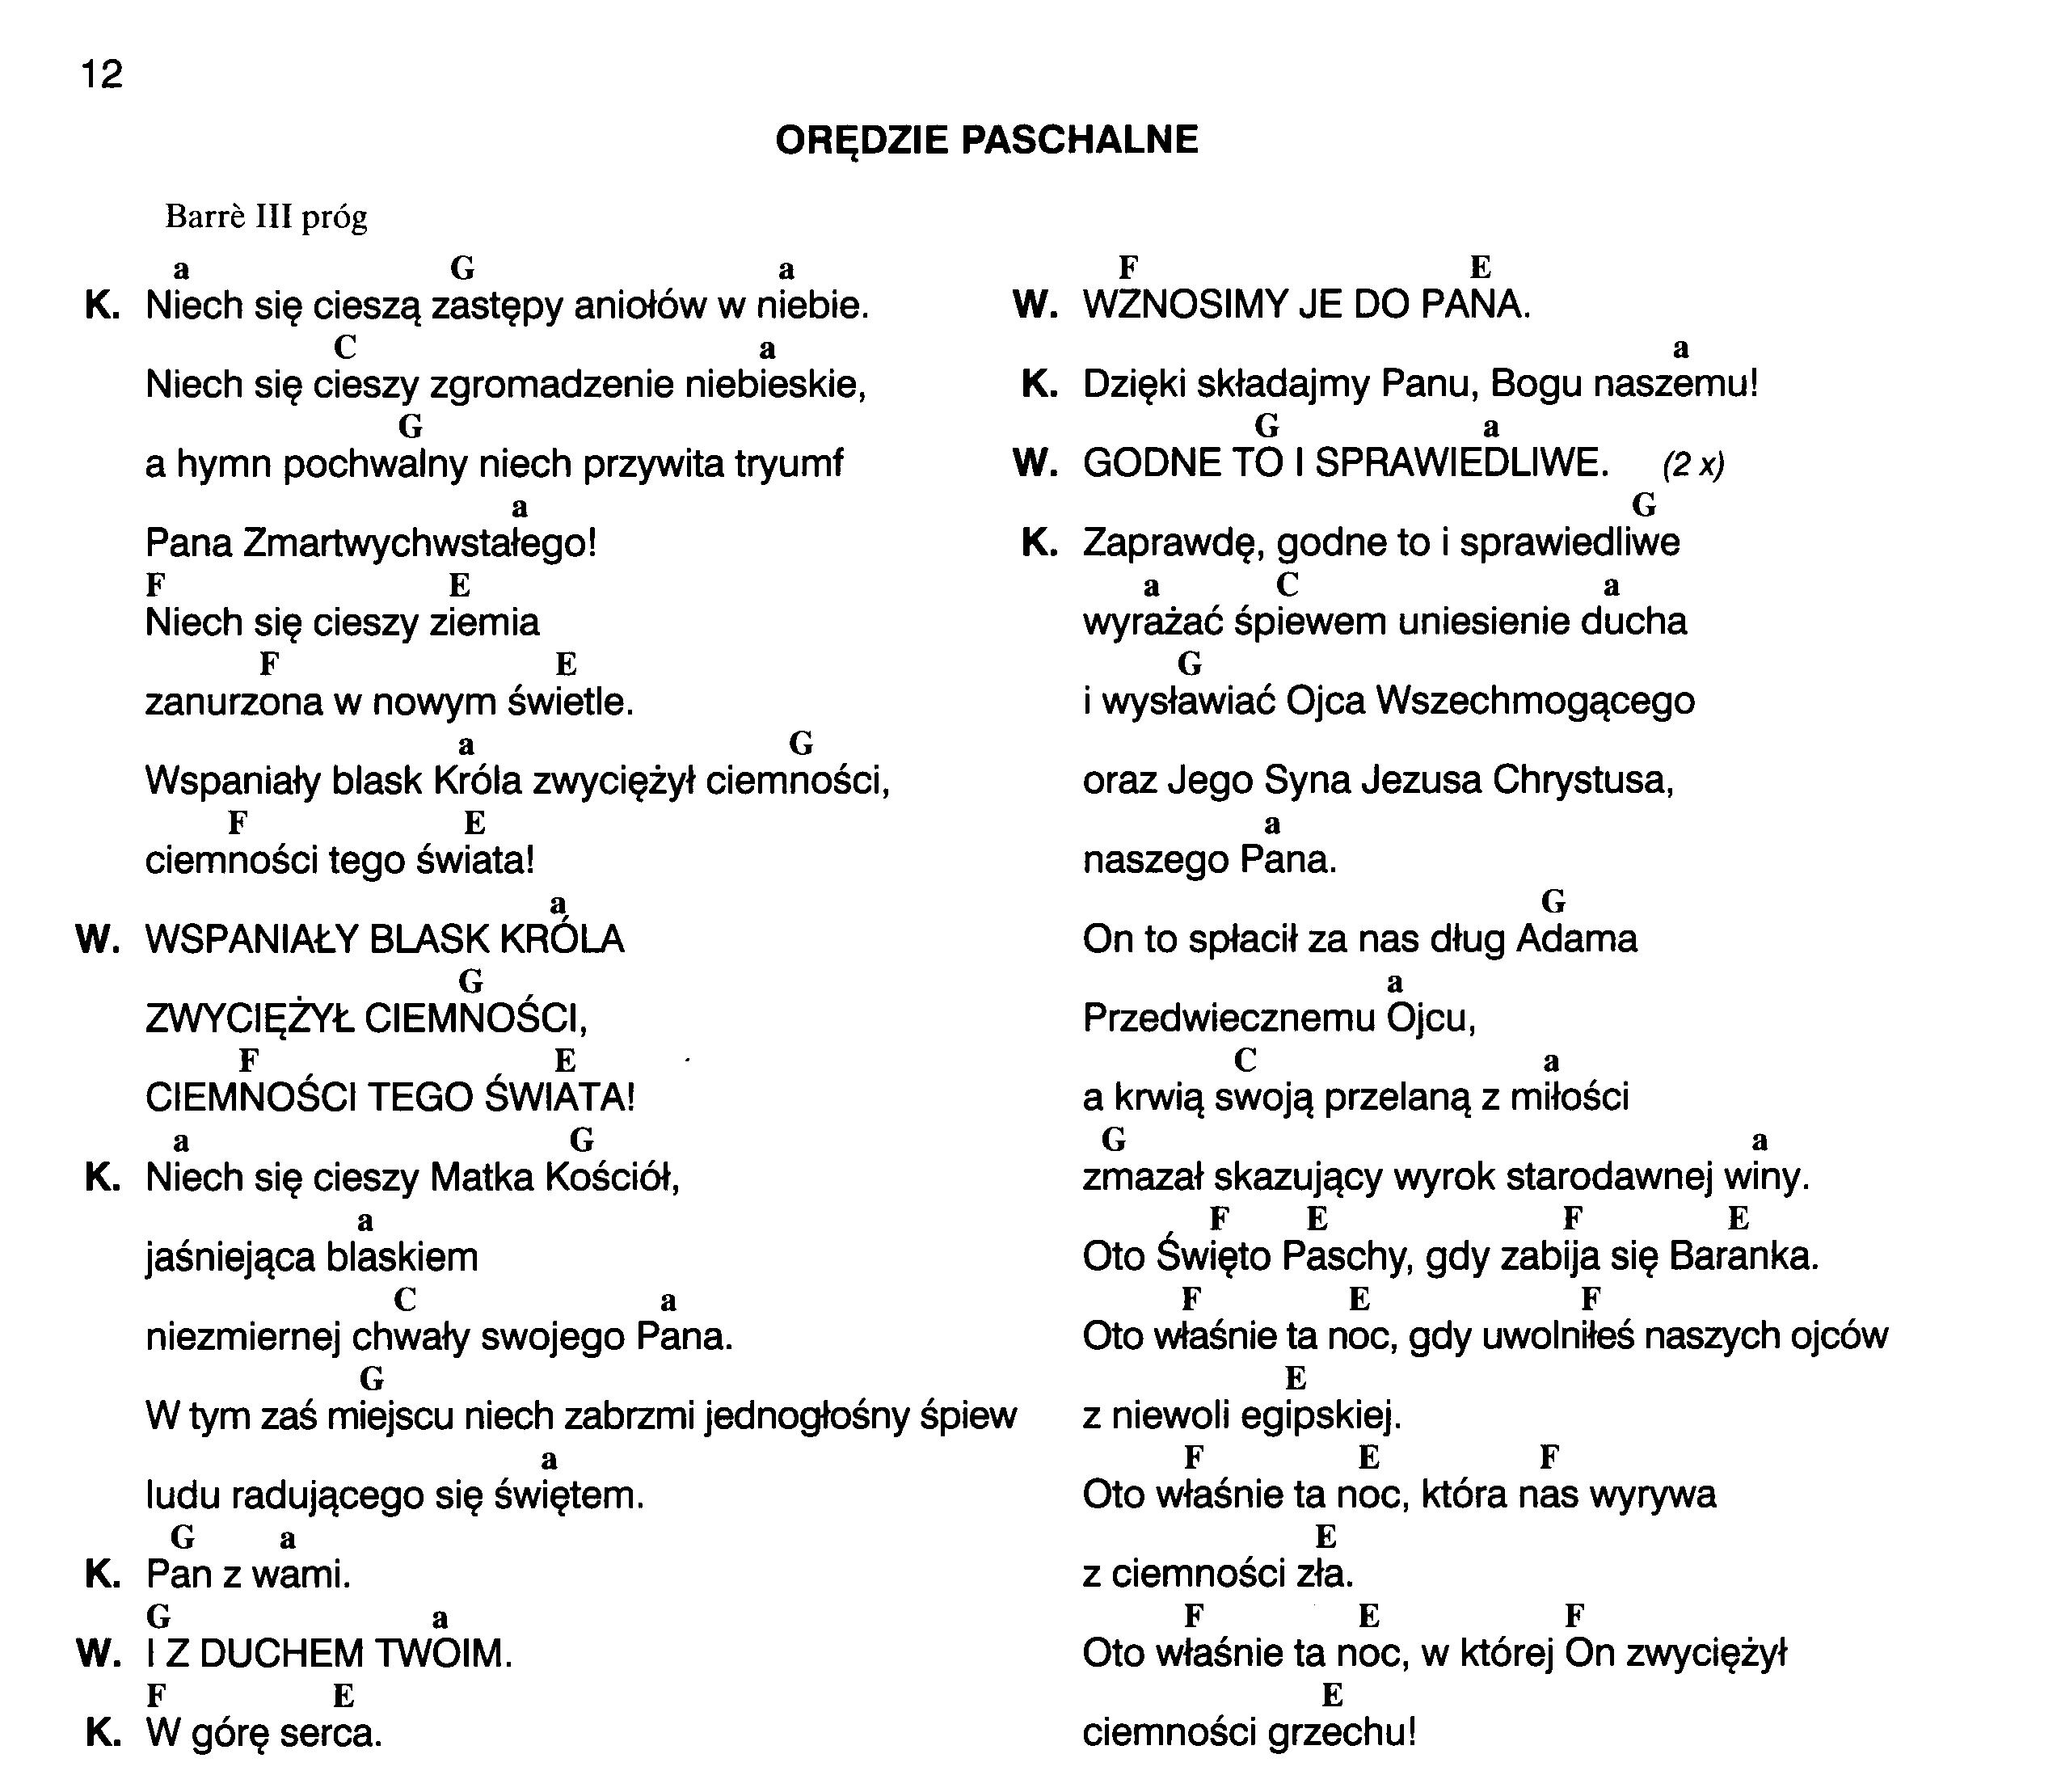 12
ORĘDZIE PASCHALNE
Barrè III próg
a G a
K. Niech się cieszą zastępy aniołów w niebie.
C a
Niech się cieszy zgromadzenie niebieskie,
G
a hymn pochwalny niech przywita tryumf
a
Pana Zmartwychwstałego!
F E
Niech się cieszy ziemia
F E
zanurzona w nowym świetle.
a G
Wspaniały blask Króla zwyciężył ciemności,
F E
ciemności tego świata!
a
W. WSPANIAŁY BLASK KRÓLA
G
ZWYCIĘŻYŁ CIEMNOŚCI,
F E
CIEMNOŚCI TEGO ŚWIATA!
a G
K. Niech się cieszy Matka Kościół,
a
jaśniejąca blaskiem
C a
niezmiernej chwały swojego Pana.
G
W tym zaś miejscu niech zabrzmi jednogłośny śpiew
a
ludu radującego się świętem.
G a
K. Pan z wami.
G a
W. I Z DUCHEM TWOIM.
F E
K. W górę serca.
F E
W. WZNOSIMY JE DO PANA.
a
K. Dzięki składajmy Panu, Bogu naszemu!
G a
W. GODNE TO I SPRAWIEDLIWE. (2 x)
G
K. Zaprawdę, godne to i sprawiedliwe
a C a
wyrażać śpiewem uniesienie ducha
G
i wysławiać Ojca Wszechmogącego
oraz Jego Syna Jezusa Chrystusa,
a
naszego Pana.
G
On to spłacił za nas dług Adama
a
Przedwiecznemu Ojcu,
C a
a krwią swoją przelaną z miłości
G a
zmazał skazujący wyrok starodawnej winy.
F E F E
Oto Święto Paschy, gdy zabija się Baranka.
F E F
Oto właśnie ta noc, gdy uwolniłeś naszych ojców
E
z niewoli egipskiej.
F E F
Oto właśnie ta noc, która nas wyrywa
E
z ciemności zła.
F E F
Oto właśnie ta noc, w której On zwyciężył
E
ciemności grzechu!